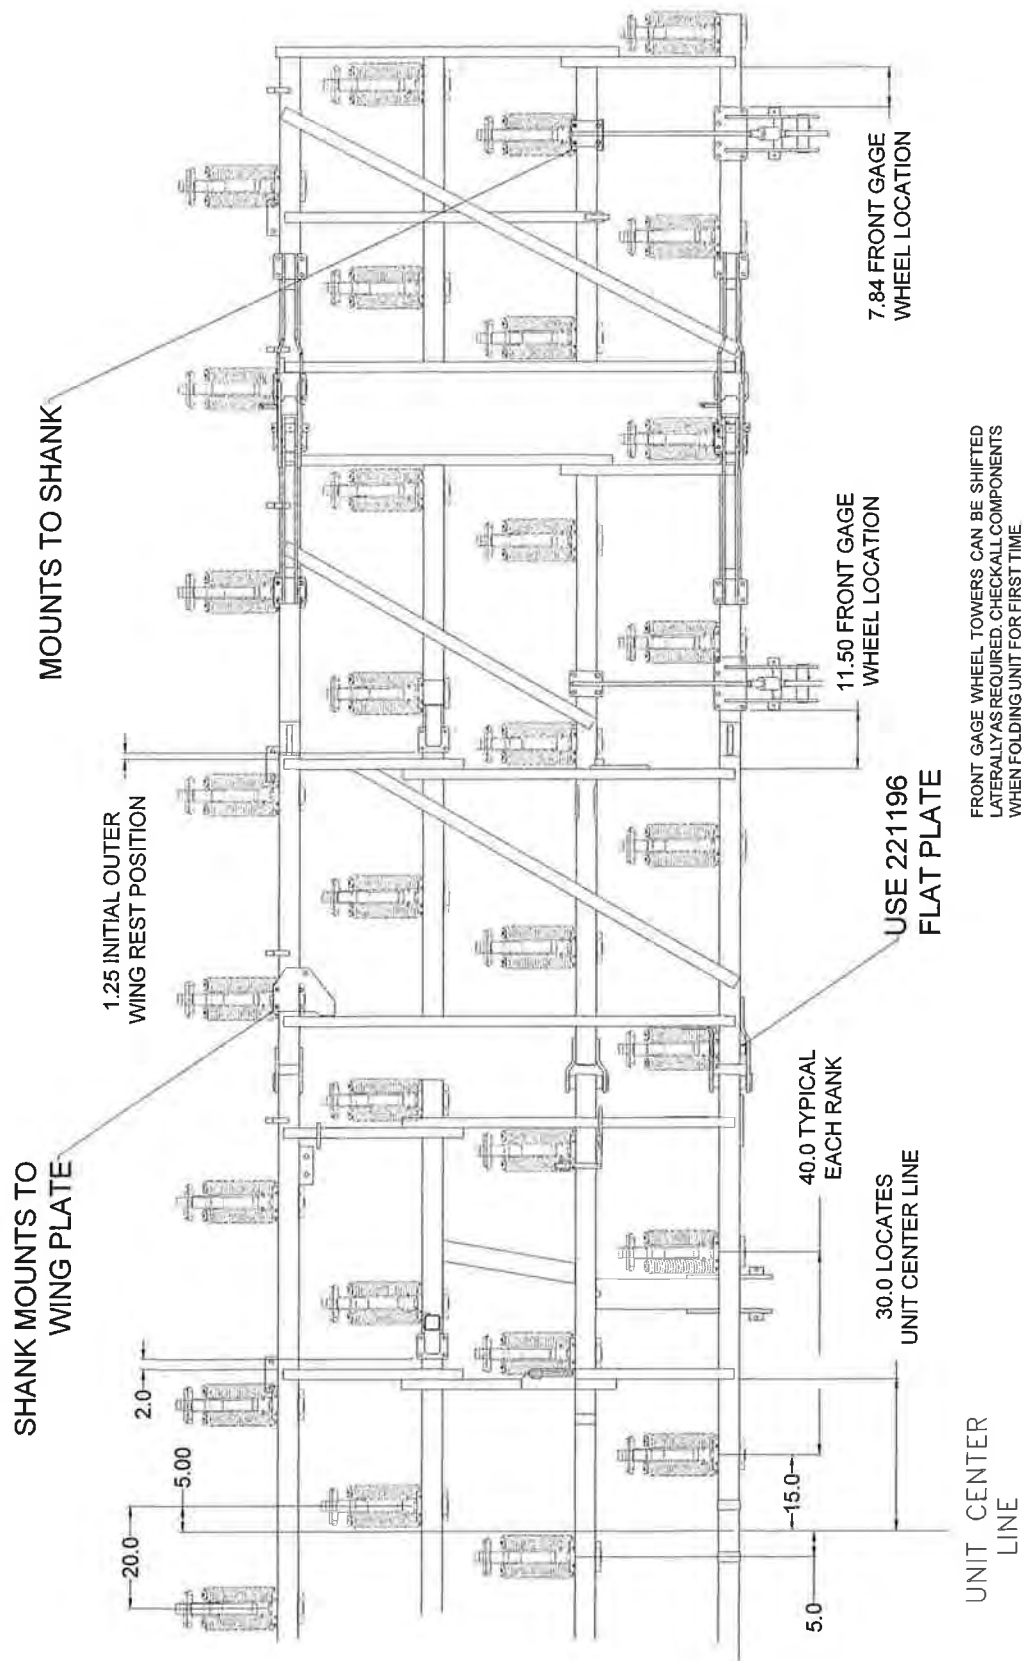 MOUNTS TO SHANK
1.25 INITIAL OUTER
WING REST POSITION
SHANK MOUNTS TO
WING PLATE
2.0
5.00
20.0
7.84 FRONT GAGE
WHEEL LOCATION
11.50 FRONT GAGE
WHEEL LOCATION
USE 221196
FLAT PLATE
40.0 TYPICAL
EACH RANK
30.0 LOCATES
UNIT CENTER LINE
15.0
5.0
UNIT CENTER
LINE
FRONT GAGE WHEEL TOWERS CAN BE SHIFTED
LATERALLY AS REQUIRED. CHECK ALL COMPONENTS
WHEN FOLDING UNIT FOR FIRST TIME